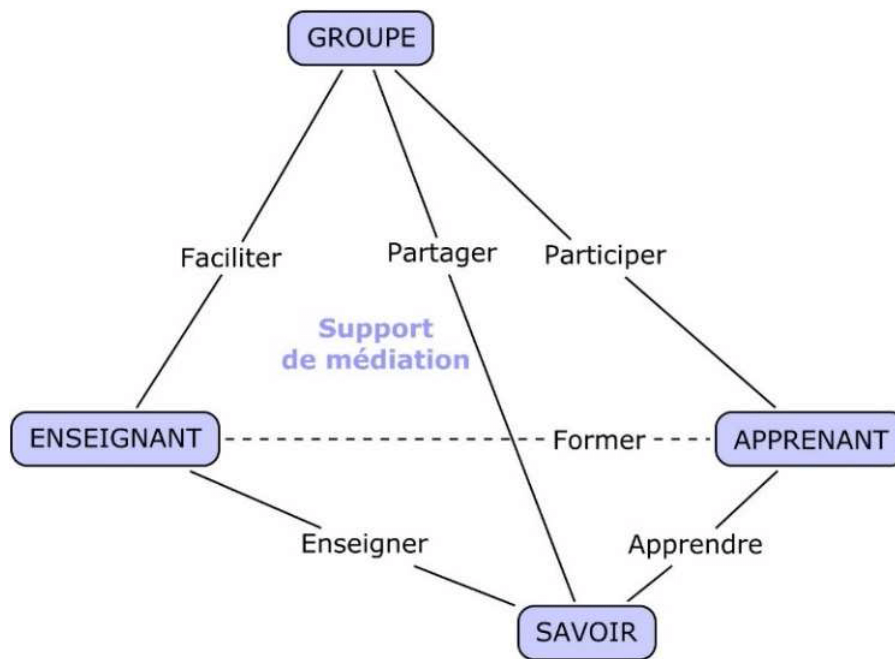 GROUPE
Faciliter
Partager
Participer
Support
de médiation
ENSEIGNANT
Former
APPRENANT
Enseigner
Apprendre
SAVOIR